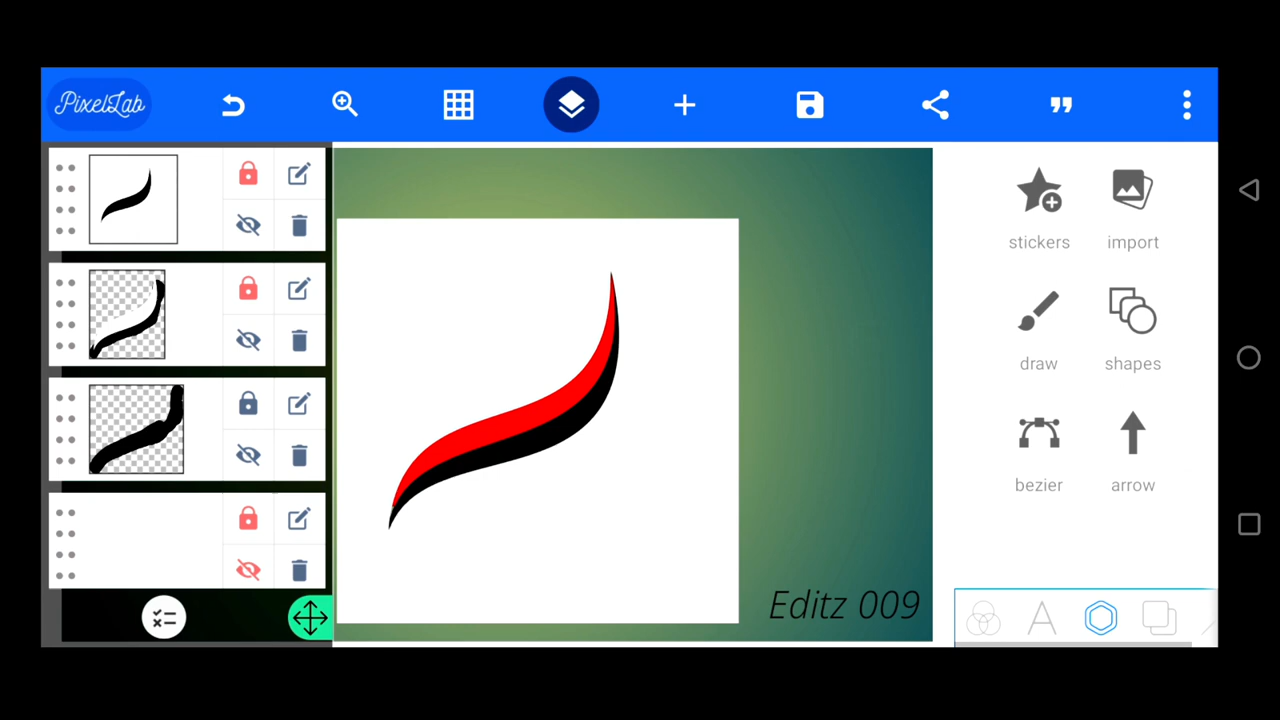 PixelLab
stickers
import
draw
shapes
bezier
arrow
Editz 009